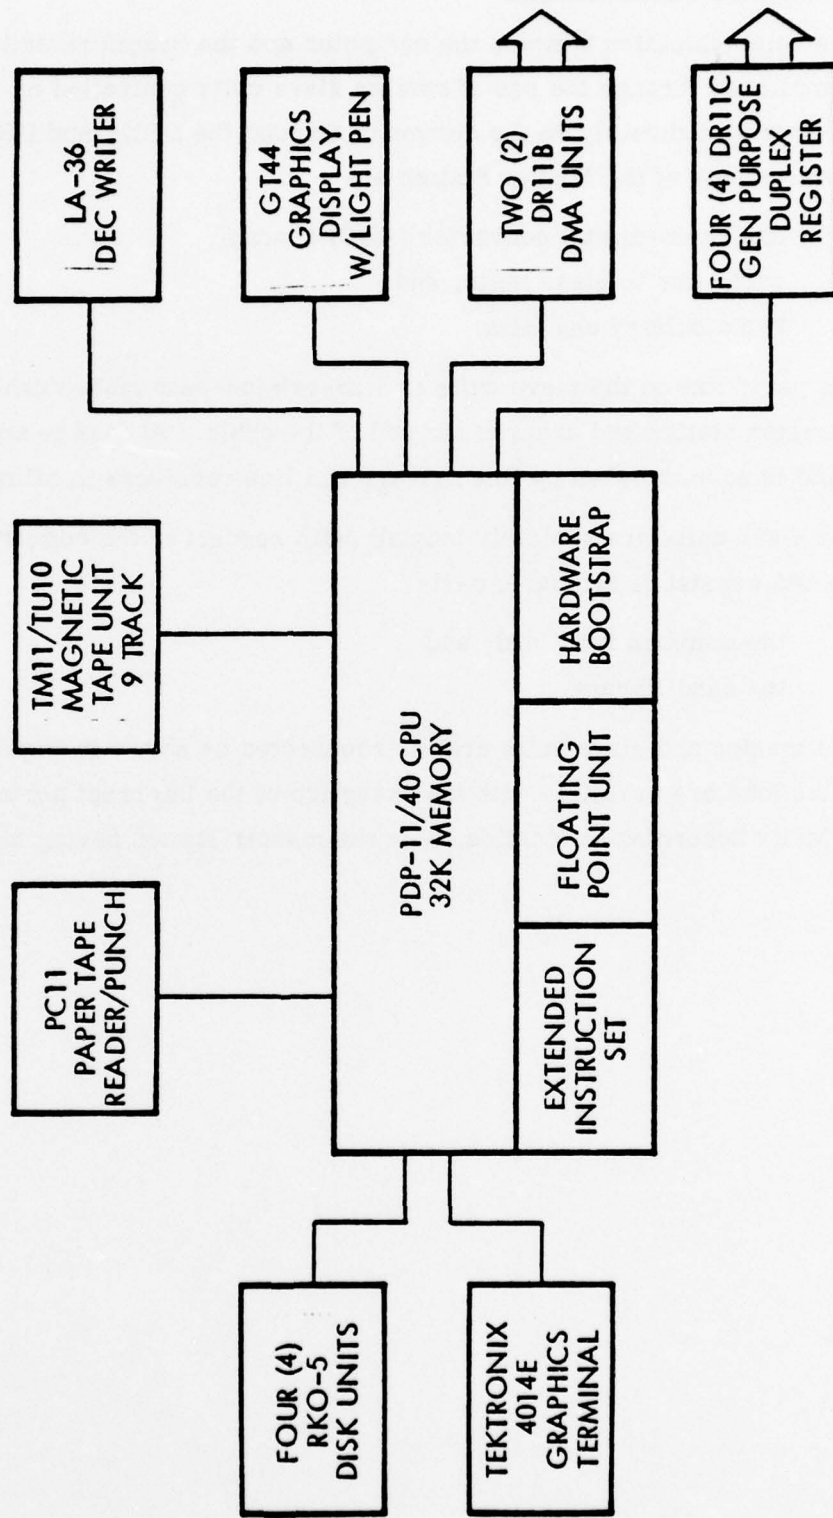 PC11
PAPER TAPE
READER/PUNCH
TM11/TU10
MAGNETIC
TAPE UNIT
9 TRACK
LA-36
DEC WRITER
GT44
GRAPHICS
DISPLAY
W/LIGHT PEN
TWO (2)
DR11B
DMA UNITS
FOUR (4) DR11C
GEN PURPOSE
DUPLEX
REGISTER
FOUR (4)
RKO-5
DISK UNITS
TEKTRONIX
4014E
GRAPHICS
TERMINAL
PDP-11/40 CPU
32K MEMORY
EXTENDED
INSTRUCTION
SET
FLOATING
POINT UNIT
HARDWARE
BOOTSTRAP